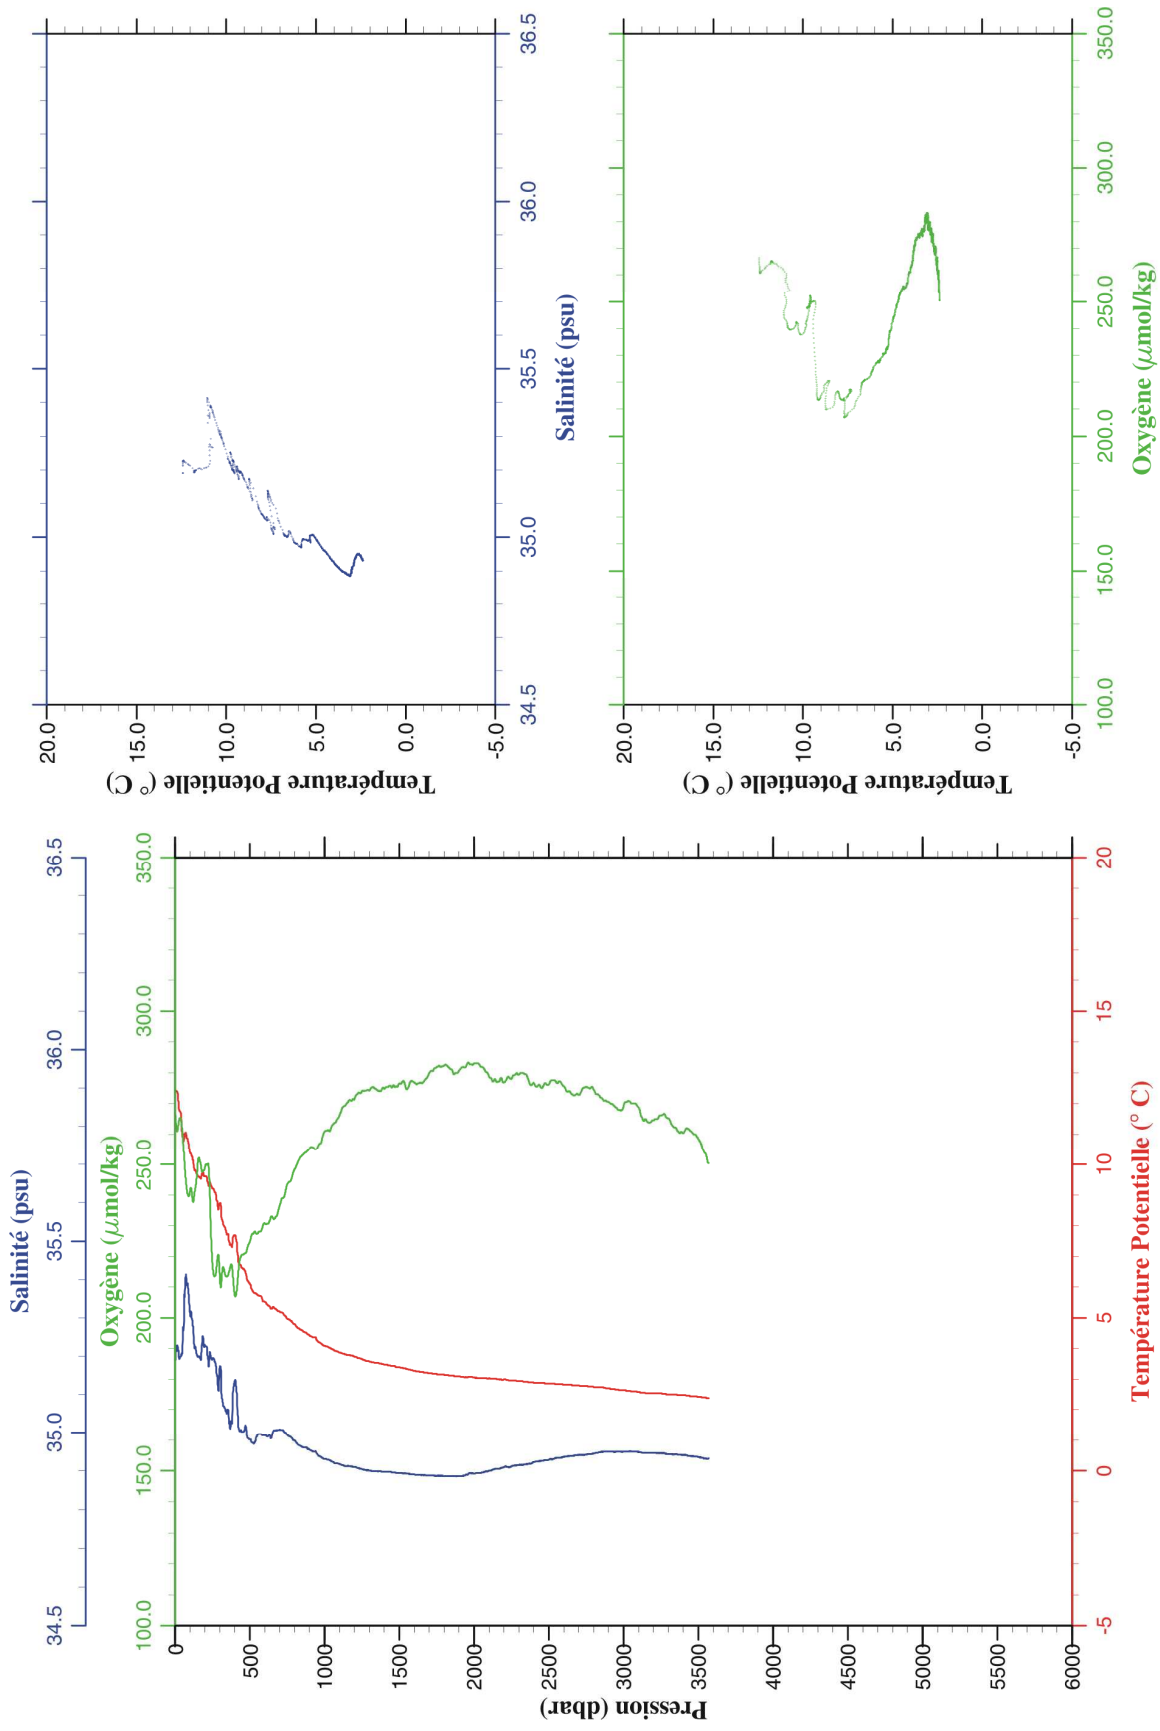 Salinité (psu)
34.5 35.0 35.5 36.0 36.5
Oxygène (μmol/kg)
100.0 150.0 200.0 250.0 300.0 350.0
Pression (dbar)
0
500
1000
1500
2000
2500
3000
3500
4000
4500
5000
5500
6000
-5 0 5 10 15 20
Température Potentielle (° C)
Température Potentielle (° C)
20.0
15.0
10.0
5.0
0.0
-5.0
34.5 35.0 35.5 36.0 36.5
Salinité (psu)
Température Potentielle (° C)
20.0
15.0
10.0
5.0
0.0
-5.0
100.0 150.0 200.0 250.0 300.0 350.0
Oxygène (μmol/kg)